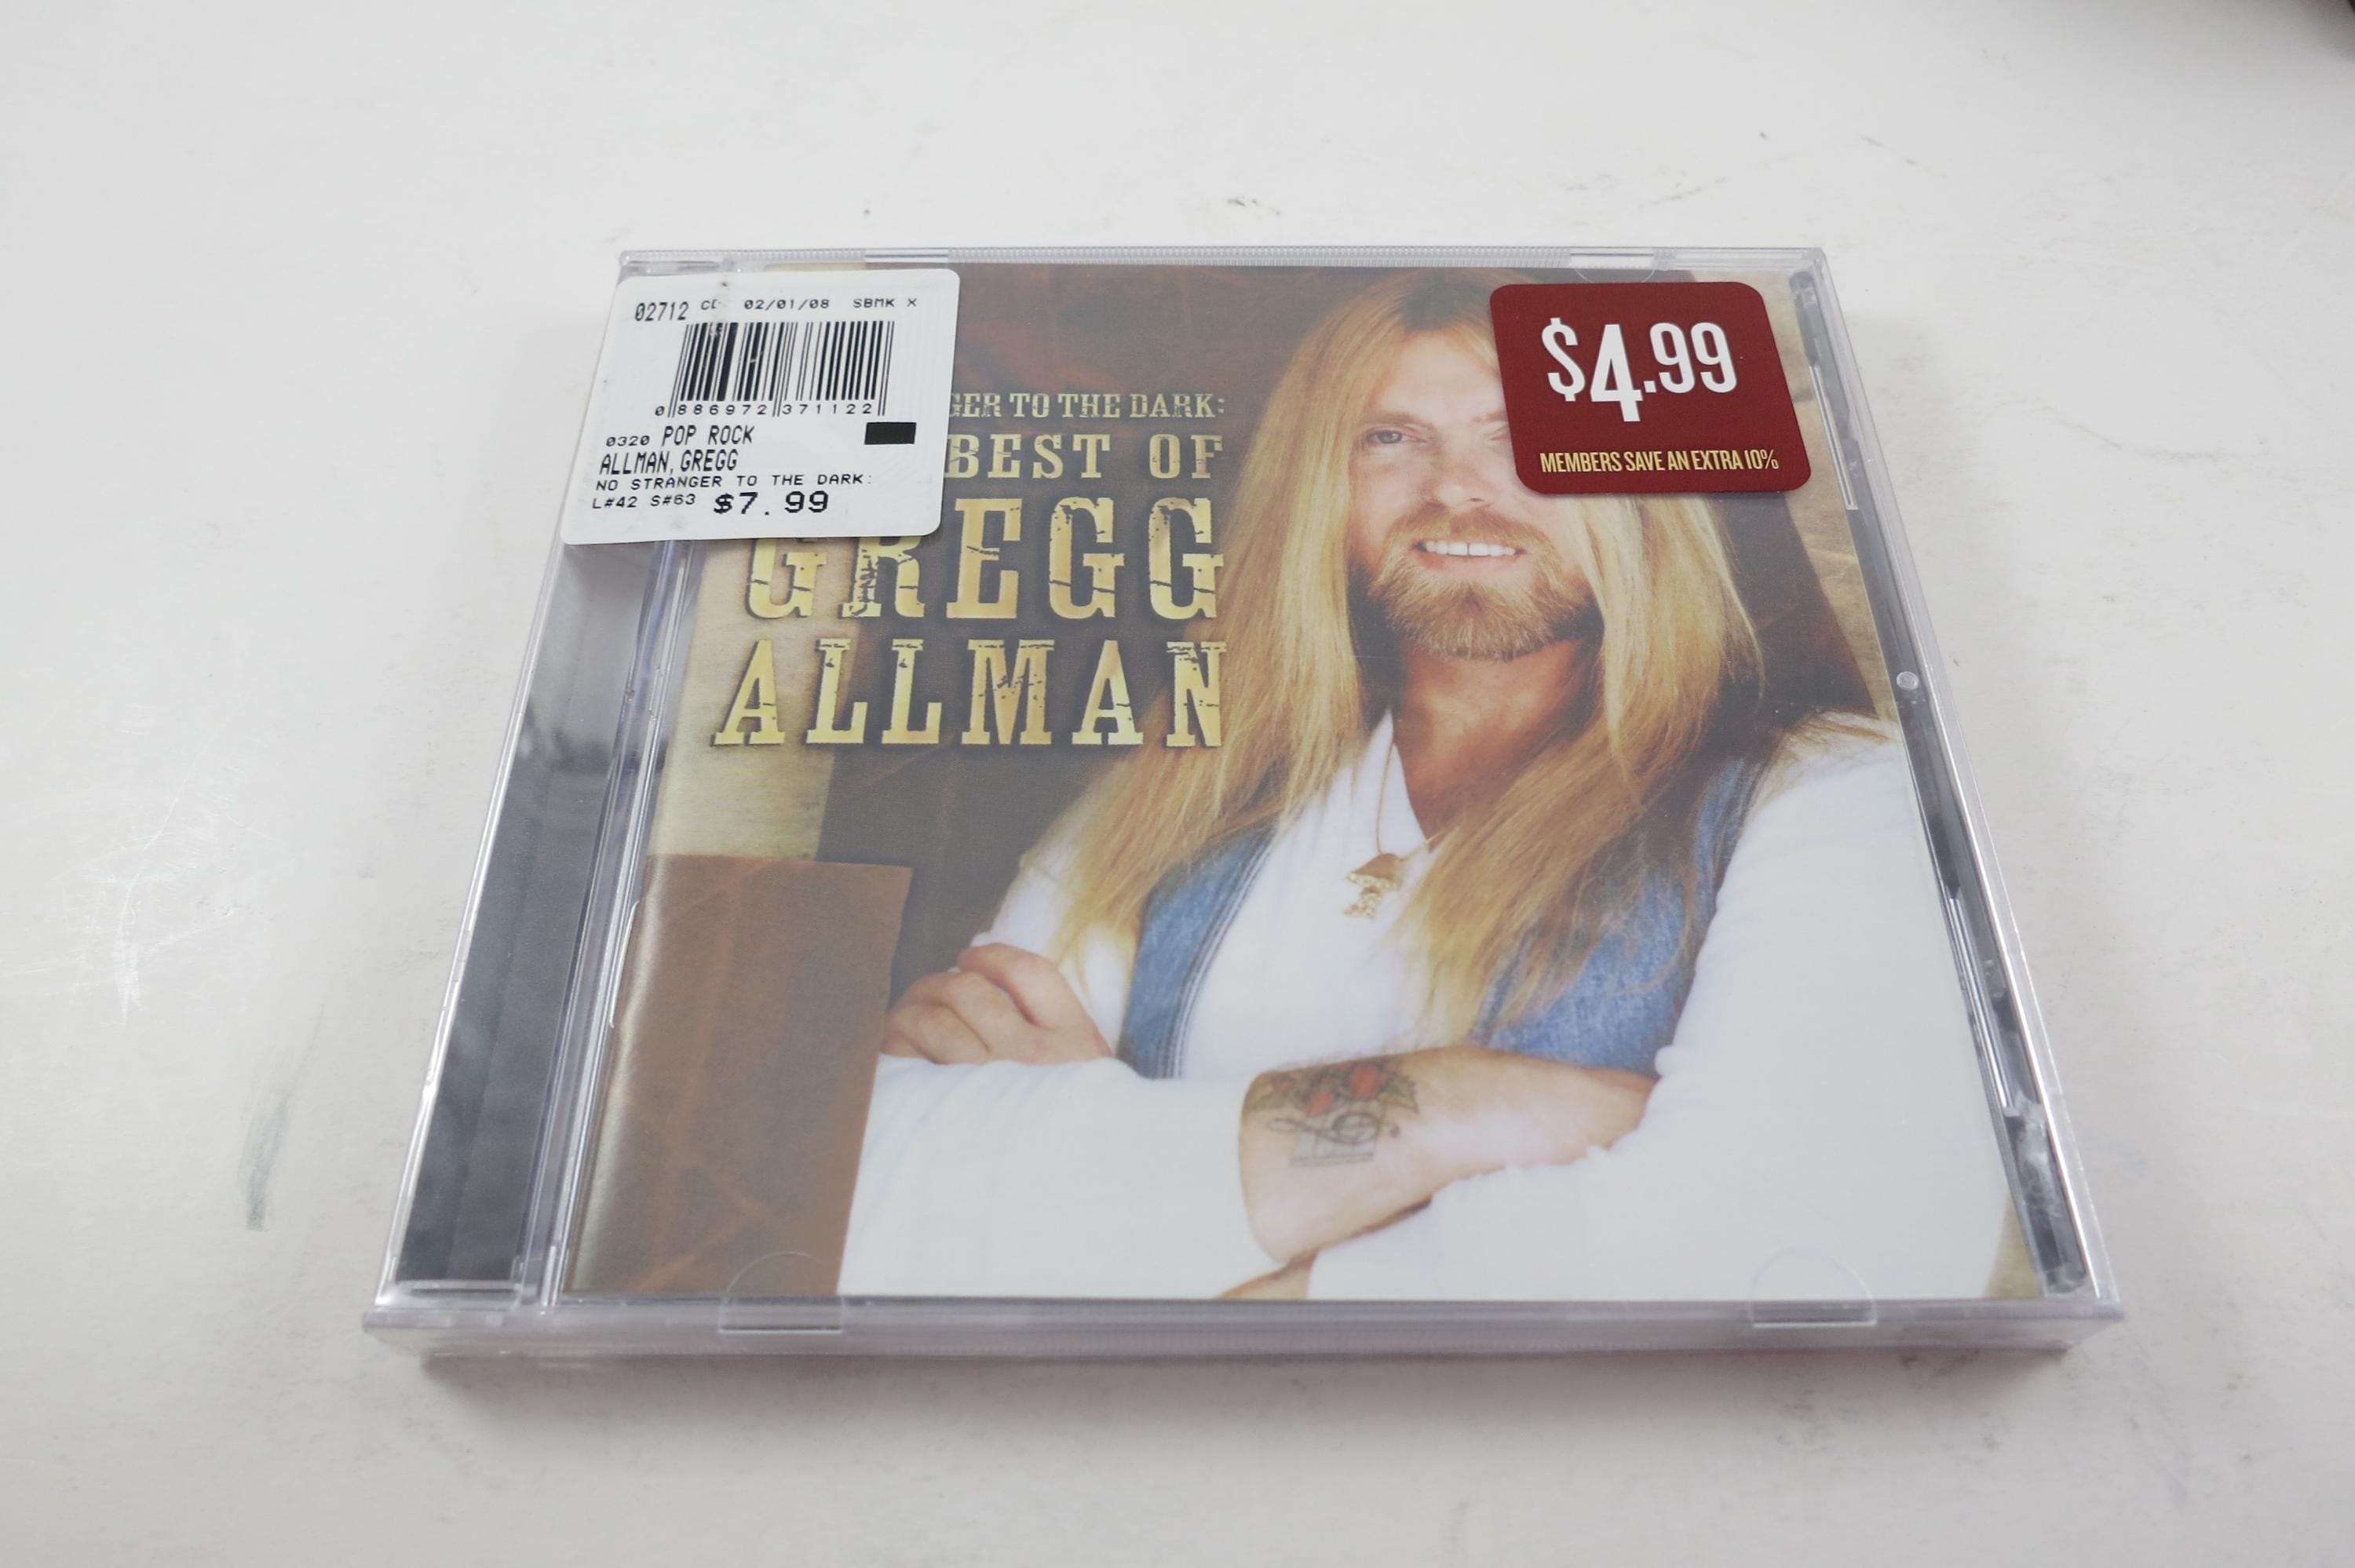 02712 CD 02/01/08 SBMK X
0 886972 371122
0320 POP ROCK
ALLMAN,GREGG
NO STRANGER TO THE DARK:
L#42 S#63 $7.99
GER TO THE DARK:
BEST OF
GREGG
ALLMAN
$4.99
MEMBERS SAVE AN EXTRA 10%